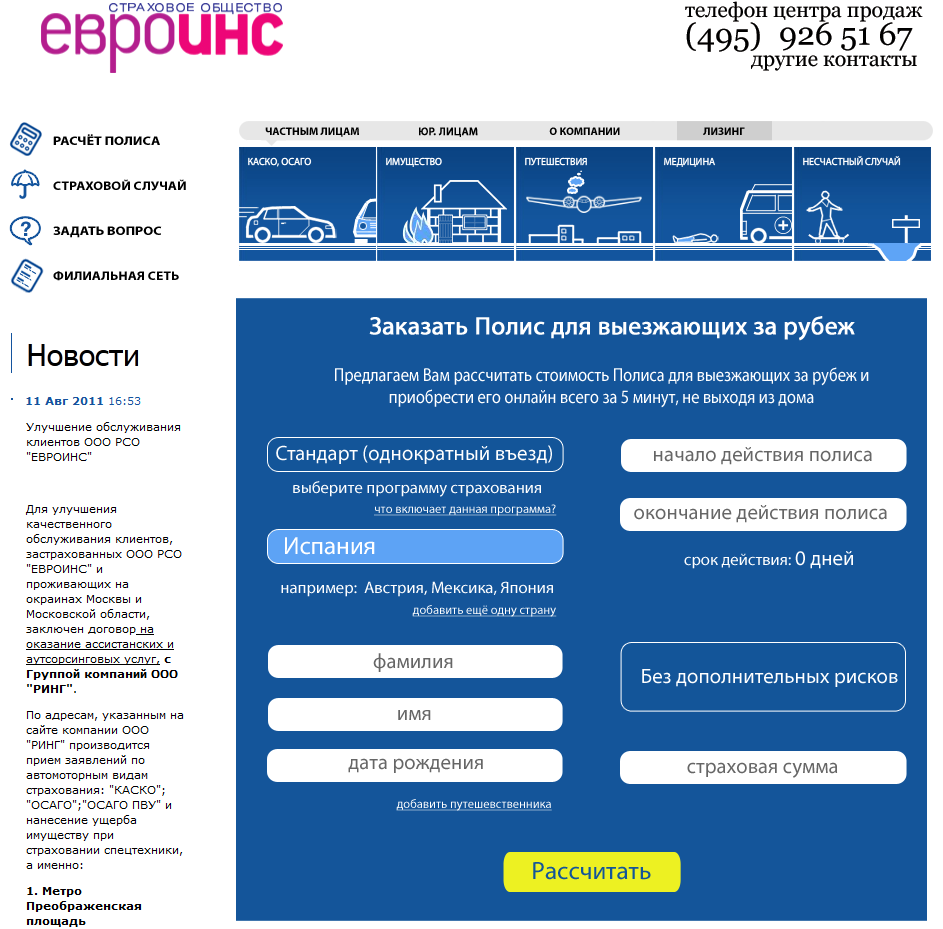 СТРАХОВОЕ ОБЩЕСТВО
евроинс
телефон центра продаж
(495) 926 51 67
другие контакты
РАСЧЁТ ПОЛИСА
СТРАХОВОЙ СЛУЧАЙ
ЗАДАТЬ ВОПРОС
ФИЛИАЛЬНАЯ СЕТЬ
ЧАСТНЫМ ЛИЦАМ
ЮР. ЛИЦАМ
О КОМПАНИИ
ЛИЗИНГ
КАСКО, ОСАГО
ИМУЩЕСТВО
ПУТЕШЕСТВИЯ
МЕДИЦИНА
НЕСЧАСТНЫЙ СЛУЧАЙ
Новости
11 Авг 2011 16:53
Улучшение обслуживания
клиентов ООО РСО
"ЕВРОИНС"
Для улучшения
качественного
обслуживания клиентов,
застрахованных ООО РСО
"ЕВРОИНС" и
проживающих на
окраинах Москвы и
Московской области,
заключен договор на
оказание ассистанских и
аутсорсинговых услуг, с
Группой компаний ООО
"РИНГ".
По адресам, указанным на
сайте компании ООО
"РИНГ" производится
прием заявлений по
автомоторным видам
страхования: "КАСКО";
"ОСАГО";"ОСАГО ПВУ" и
нанесение ущерба
имуществу при
страховании спецтехники,
а именно:
1. Метро
Преображенская
площадь
Заказать Полис для выезжающих за рубеж
Предлагаем Вам рассчитать стоимость Полиса для выезжающих за рубеж и
приобрести его онлайн всего за 5 минут, не выходя из дома
Стандарт (однократный въезд)
выберите программу страхования
что включает данная программа?
Испания
например: Австрия, Мексика, Япония
добавить ещё одну страну
фамилия
имя
дата рождения
добавить путешевственника
начало действия полиса
окончание действия полиса
срок действия: 0 дней
Без дополнительных рисков
страховая сумма
Рассчитать